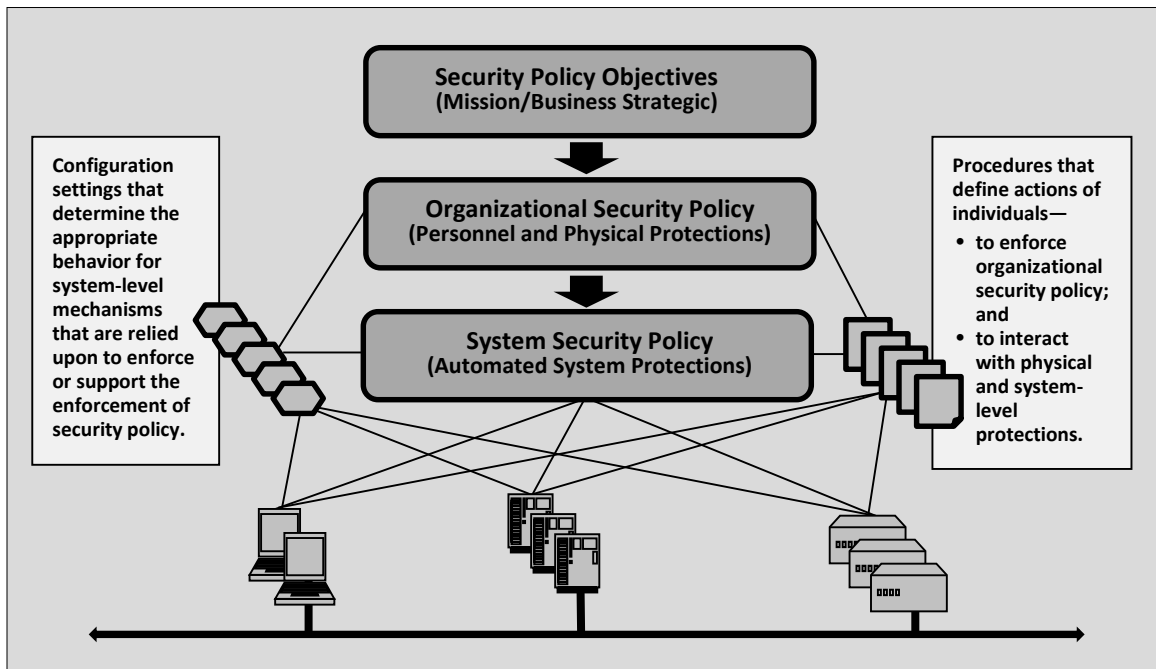 Security Policy Objectives
(Mission/Business Strategic)
Configuration
settings that
determine the
appropriate
behavior for
system-level
mechanisms
that are relied
upon to enforce
or support the
enforcement of
security policy.
Organizational Security Policy
(Personnel and Physical Protections)
System Security Policy
(Automated System Protections)
Procedures that
define actions of
individuals—
• to enforce
organizational
security policy;
and
• to interact
with physical
and system-
level
protections.